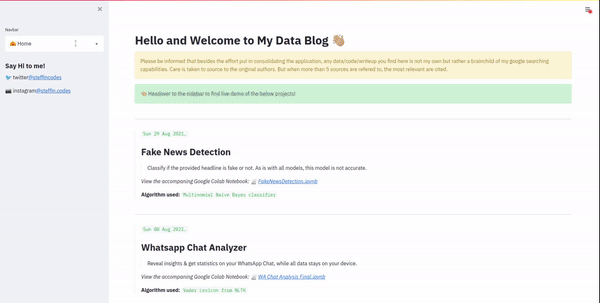 Navbar
Home
Say Hi to me!
twitter@steffincodes
instagram@steffin.codes
Hello and Welcome to My Data Blog
Please be informed that besides the effort put in consolidating the application, any data/code/writeup you find here is not my own but rather a brainchild of my google searching
capabilities. Care is taken to source to the original authors. But when more than 5 sources are refered to, the most relevant are cited.
Headover to the sidebar to find live demo of the below projects!
Sun 29 Aug 2021,
Fake News Detection
Classify if the provided headline is fake or not. As is with all models, this model is not accurate.
View the accompaning Google Colab Notebook: FakeNewsDetection.ipynb
Algorithm used: Multinomial Naive Bayes classifier
Sun 08 Aug 2021,
Whatsapp Chat Analyzer
Reveal insights & get statistics on your WhatsApp Chat, while all data stays on your device.
View the accompaning Google Colab Notebook: WA Chat Analysis Final.ipynb
Algorithm used: Vader Lexicon from NLTK